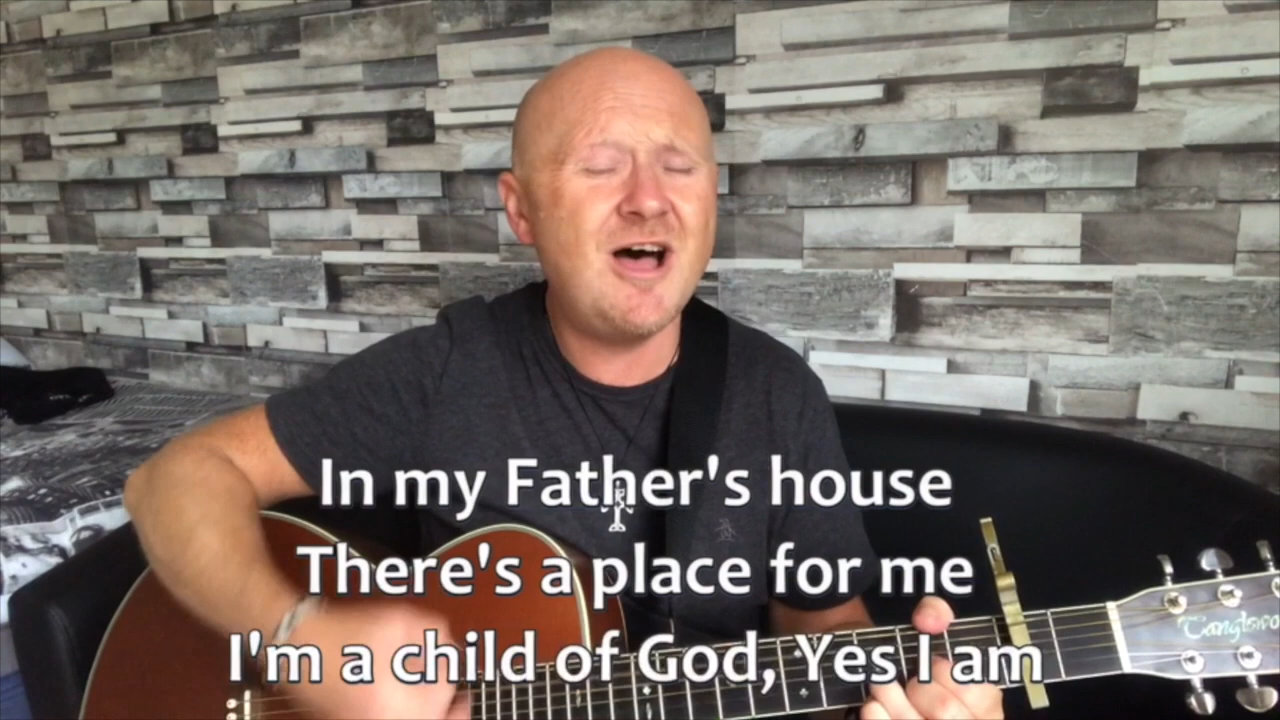 In my Father's house
There's a place for me
I'm a child of God, Yes I am